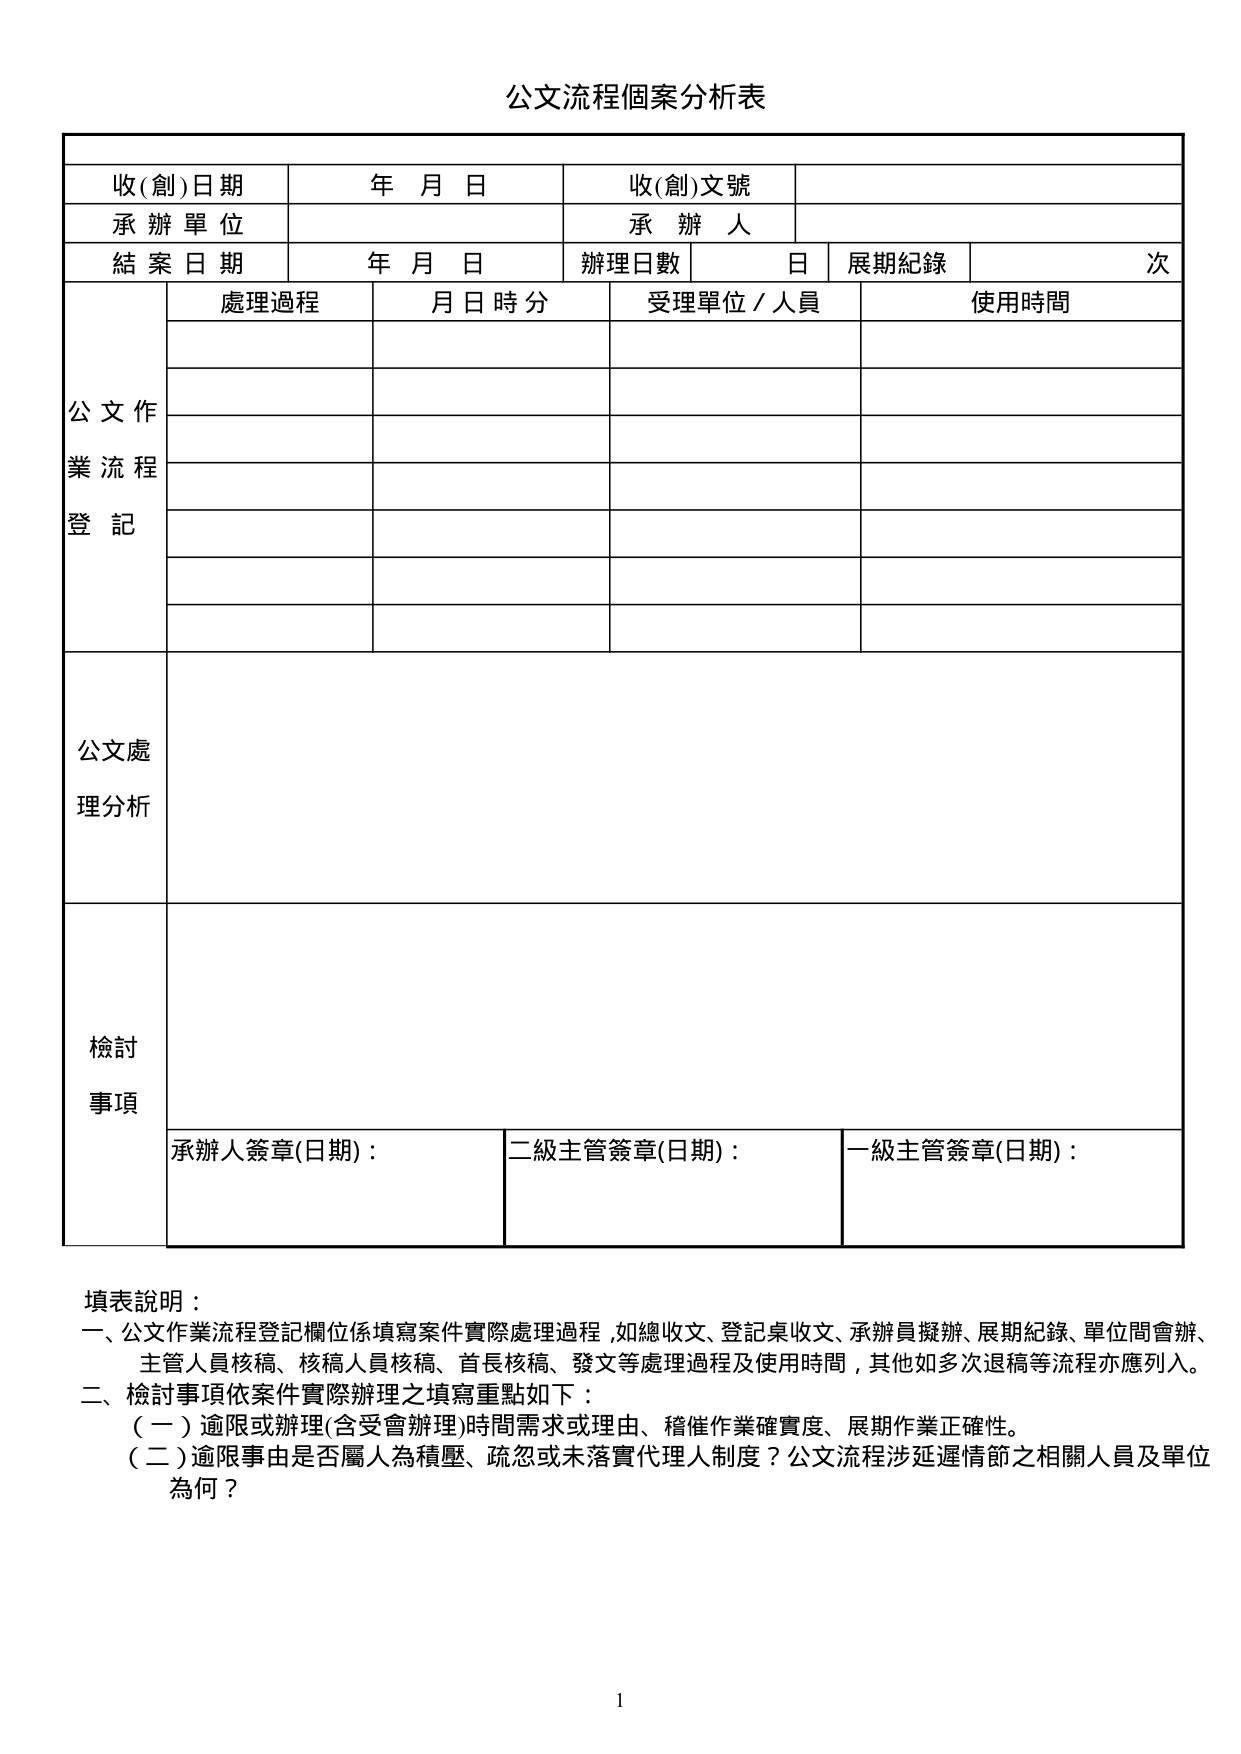 公文流程個案分析表
收(創)日期 年 月 日 收(創)文號
承辦單位 承 辦 人
結案日期 年 月 日 辦理日數 日 展期紀錄 次
處理過程 月日時分 受理單位/人員 使用時間
公文作
業流程
登 記
公文處
理分析
檢討
事項
承辦人簽章(日期)： 二級主管簽章(日期)： 一級主管簽章(日期)：
填表說明：
一、公文作業流程登記欄位係填寫案件實際處理過程,如總收文、登記桌收文、承辦員擬辦、展期紀錄、單位間會辦、
主管人員核稿、核稿人員核稿、首長核稿、發文等處理過程及使用時間,其他如多次退稿等流程亦應列入。
二、檢討事項依案件實際辦理之填寫重點如下：
（一）逾限或辦理(含受會辦理)時間需求或理由、稽催作業確實度、展期作業正確性。
（二）逾限事由是否屬人為積壓、疏忽或未落實代理人制度？公文流程涉延遲情節之相關人員及單位
為何？
1